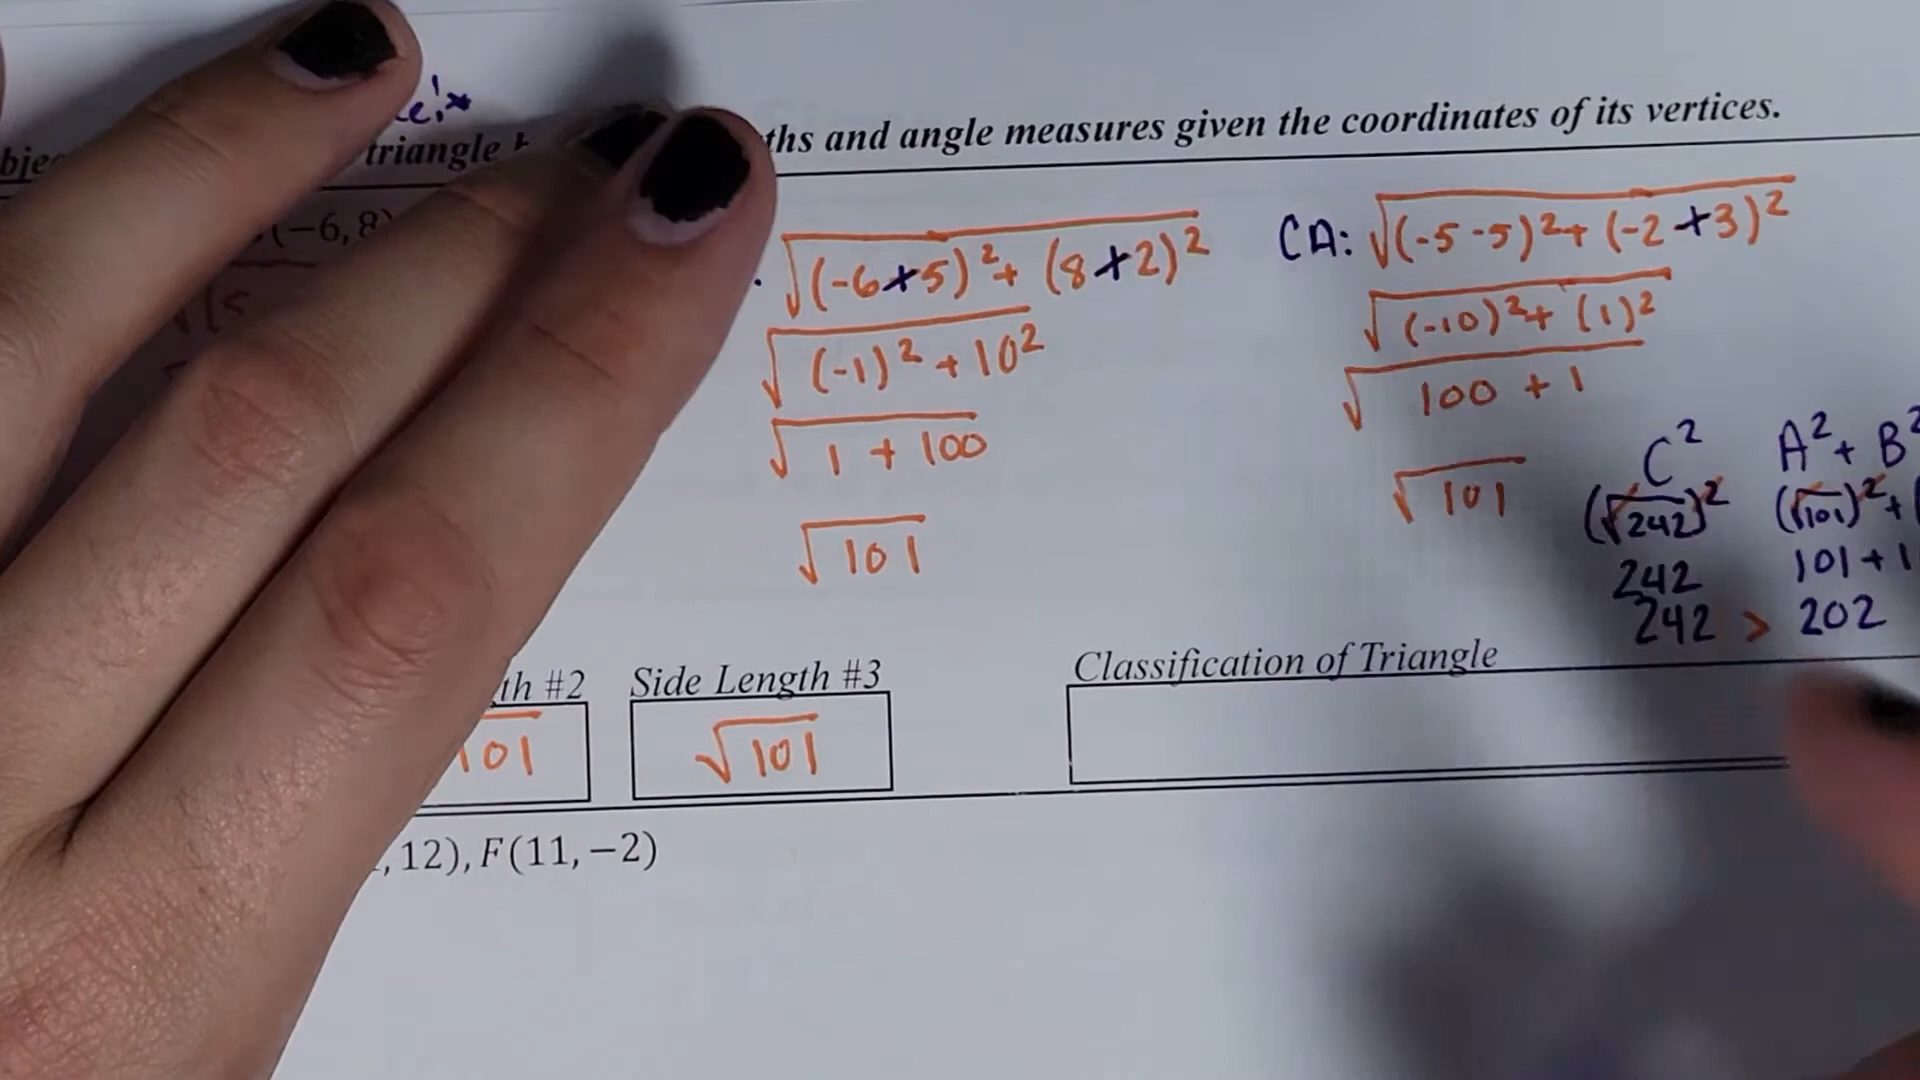 e!*
triangle ths and angle measures given the coordinates of its vertices.
(−6, 8)
√(-6+5)²+ (8+2)²
√(-1)²+10²
√1 + 100
√101
CA: √(-5-5)²+ (-2+3)²
√(-10)²+ (1)²
√100 + 1
√101
C² A²+ B²
(√242)² (√101)²+(
242 101+1
242 > 202
th #2 Side Length #3 Classification of Triangle
101 √101
, 12), F(11, −2)